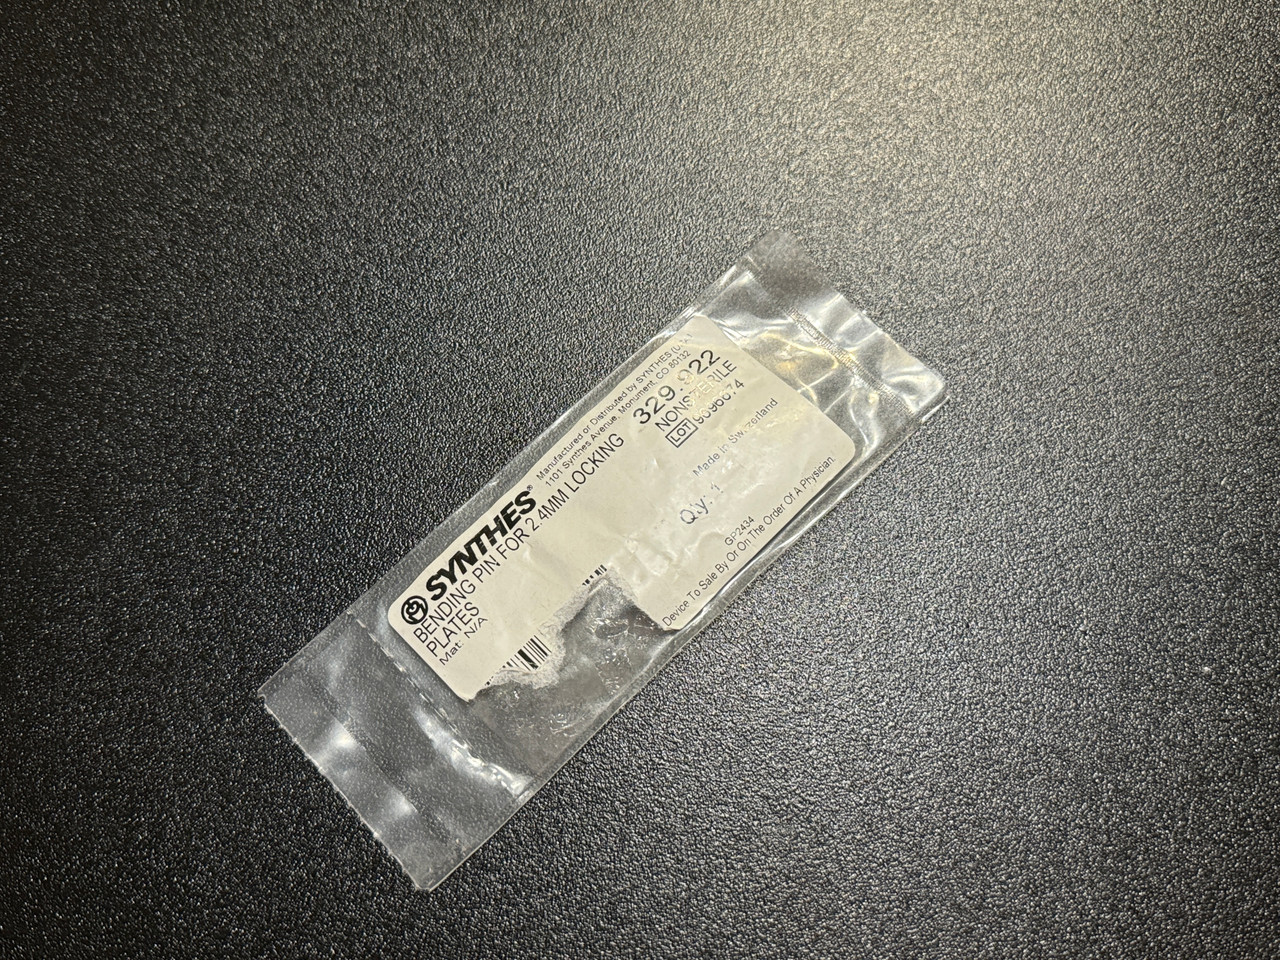 SYNTHES®
Manufactured or Distributed by SYNTHES
1101 Synthes Avenue, Monument, CO 80132
BENDING PIN FOR 2.4MM LOCKING
PLATES
Mat: N/A
329.922
NONSTERILE
LOT
Made in Switzerland
Qty: 1
GP2434
Device To Sale By Or On The Order Of A Physician.